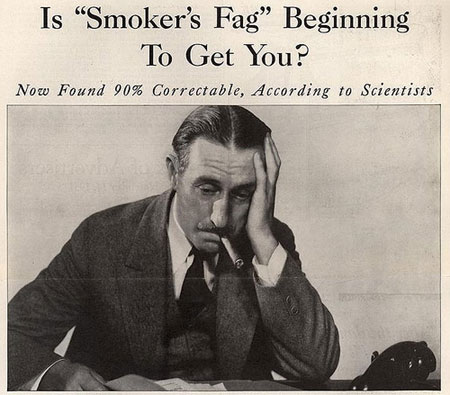 Is “Smoker's Fag” Beginning
To Get You?
Now Found 90% Correctable, According to Scientists